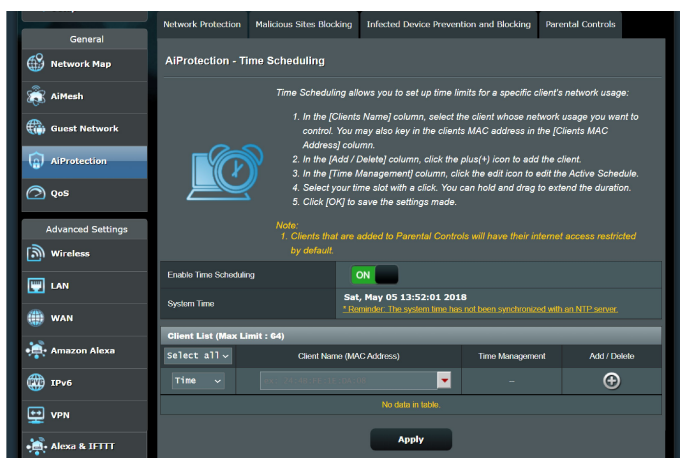 Network Protection
Malicious Sites Blocking
Infected Device Prevention and Blocking
Parental Controls
General
Network Map
AiMesh
Guest Network
AiProtection
QoS
Advanced Settings
Wireless
LAN
WAN
Amazon Alexa
IPv6
VPN
Alexa & IFTTT
AiProtection - Time Scheduling
Time Scheduling allows you to set up time limits for a specific client's network usage:
1. In the [Clients Name] column, select the client whose network usage you want to
control. You may also key in the clients MAC address in the [Clients MAC
Address] column.
2. In the [Add / Delete] column, click the plus(+) icon to add the client.
3. In the [Time Management] column, click the edit icon to edit the Active Schedule.
4. Select your time slot with a click. You can hold and drag to extend the duration.
5. Click [OK] to save the settings made.
Note:
1. Clients that are added to Parental Controls will have their internet access restricted
by default.
Enable Time Scheduling
ON
System Time
Sat, May 05 13:52:01 2018
* Reminder: The system time has not been synchronized with an NTP server.
Client List (Max Limit : 64)
Select all
Client Name (MAC Address)
Time Management
Add / Delete
Time
–
No data in table.
Apply